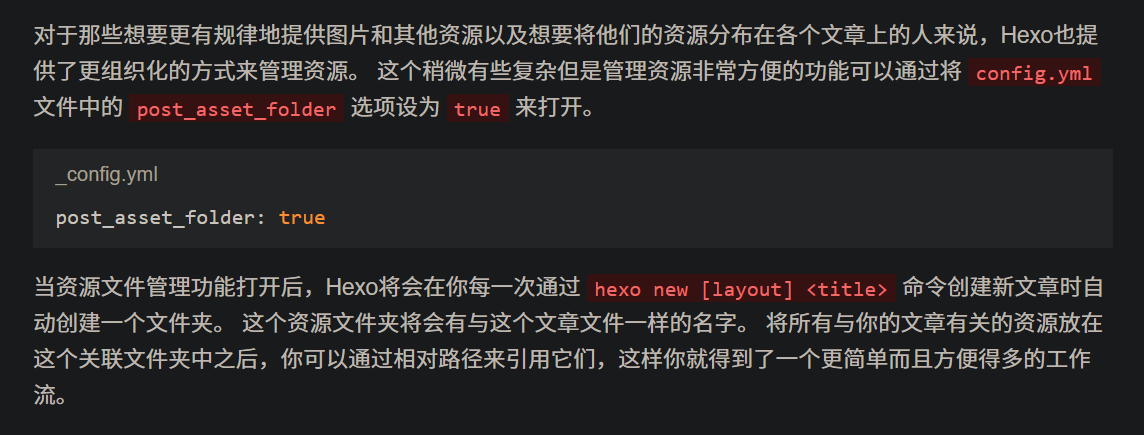 对于那些想要更有规律地提供图片和其他资源以及想要将他们的资源分布在各个文章上的人来说，Hexo也提
供了更组织化的方式来管理资源。 这个稍微有些复杂但是管理资源非常方便的功能可以通过将 config.yml
文件中的 post_asset_folder 选项设为 true 来打开。
_config.yml
post_asset_folder: true
当资源文件管理功能打开后，Hexo将会在你每一次通过 hexo new [layout] <title> 命令创建新文章时自
动创建一个文件夹。 这个资源文件夹将会有与这个文章文件一样的名字。 将所有与你的文章有关的资源放在
这个关联文件夹中之后，你可以通过相对路径来引用它们，这样你就得到了一个更简单而且方便得多的工作
流。